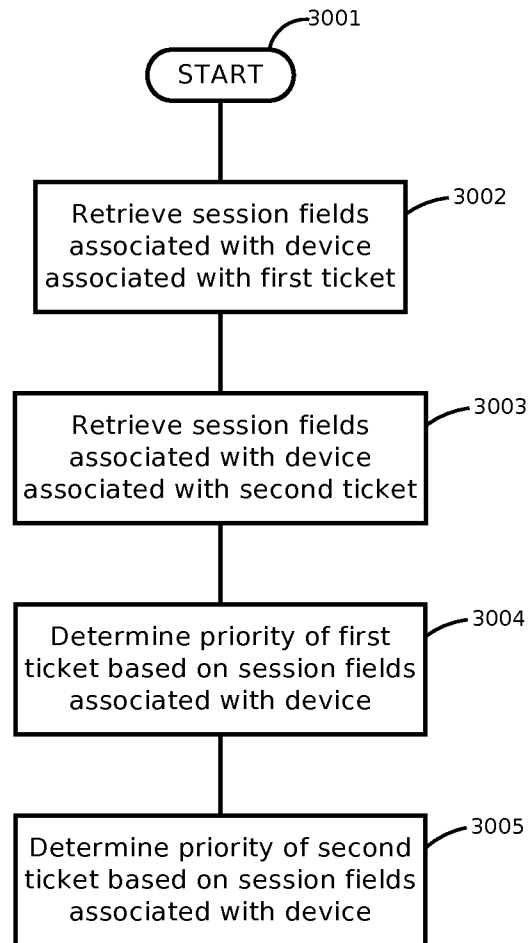 3001
START
3002
Retrieve session fields
associated with device
associated with first ticket
3003
Retrieve session fields
associated with device
associated with second ticket
3004
Determine priority of first
ticket based on session fields
associated with device
3005
Determine priority of second
ticket based on session fields
associated with device